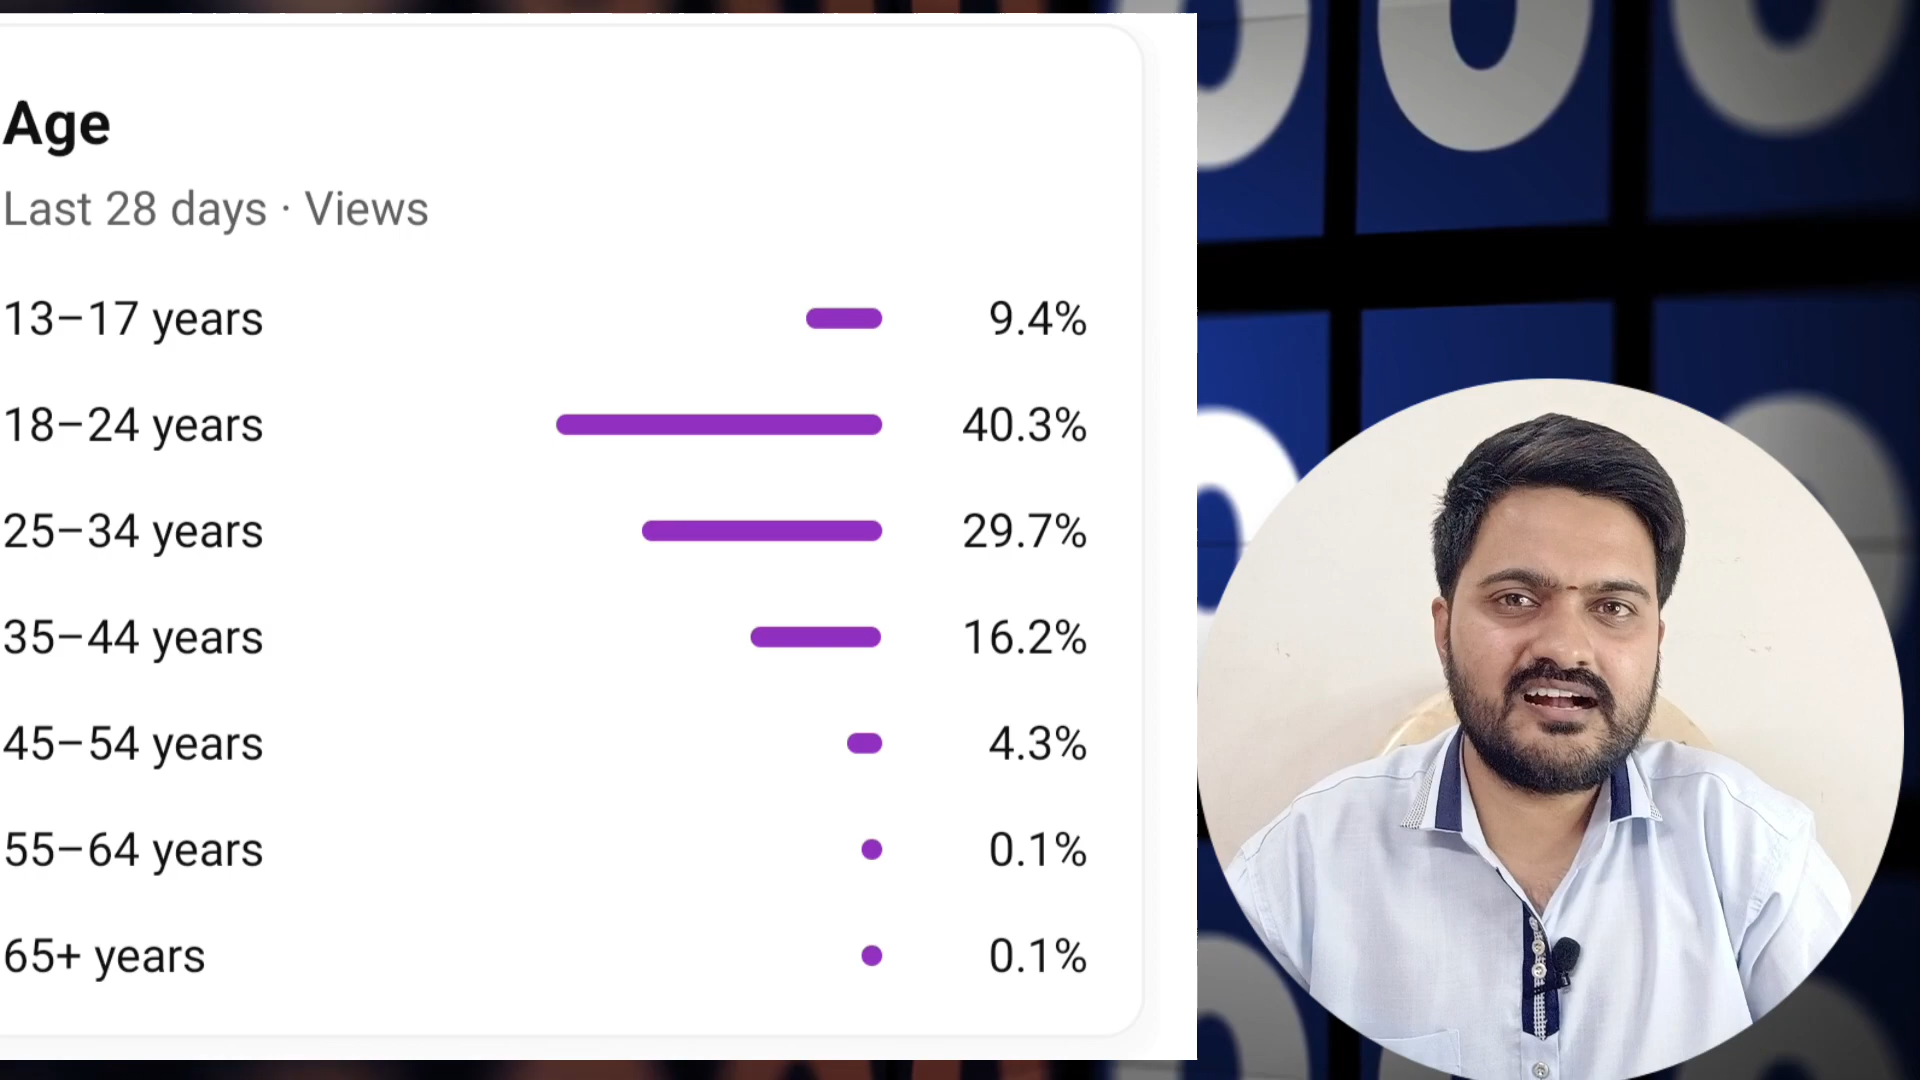 Age
Last 28 days · Views
13–17 years 9.4%
18–24 years 40.3%
25–34 years 29.7%
35–44 years 16.2%
45–54 years 4.3%
55–64 years 0.1%
65+ years 0.1%